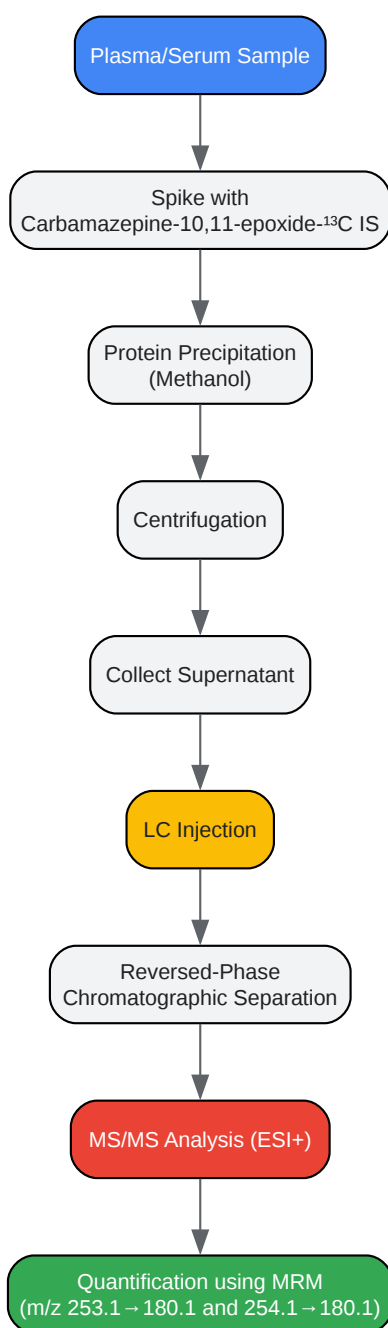 Plasma/Serum Sample
Spike with
Carbamazepine-10,11-epoxide-¹³C IS
Protein Precipitation
(Methanol)
Centrifugation
Collect Supernatant
LC Injection
Reversed-Phase
Chromatographic Separation
MS/MS Analysis (ESI+)
Quantification using MRM
(m/z 253.1→180.1 and 254.1→180.1)